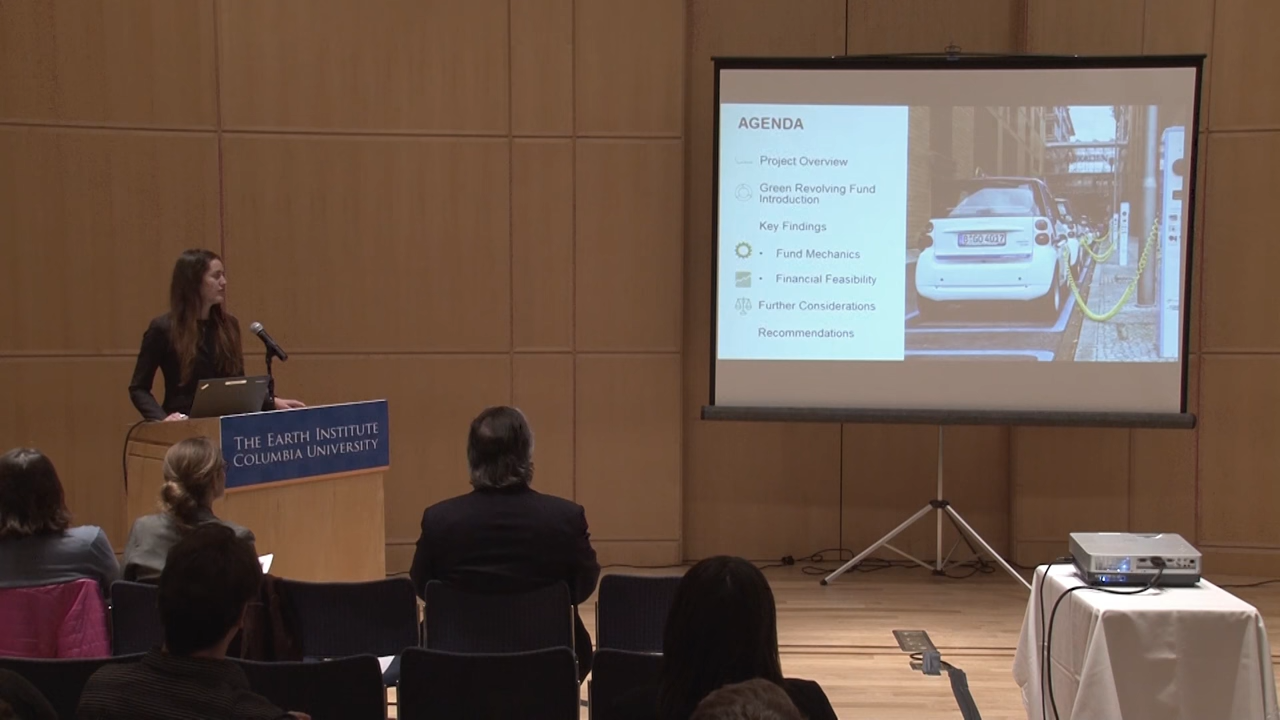 AGENDA
Project Overview
Green Revolving Fund
Introduction
Key Findings
• Fund Mechanics
• Financial Feasibility
Further Considerations
Recommendations
THE EARTH INSTITUTE
COLUMBIA UNIVERSITY